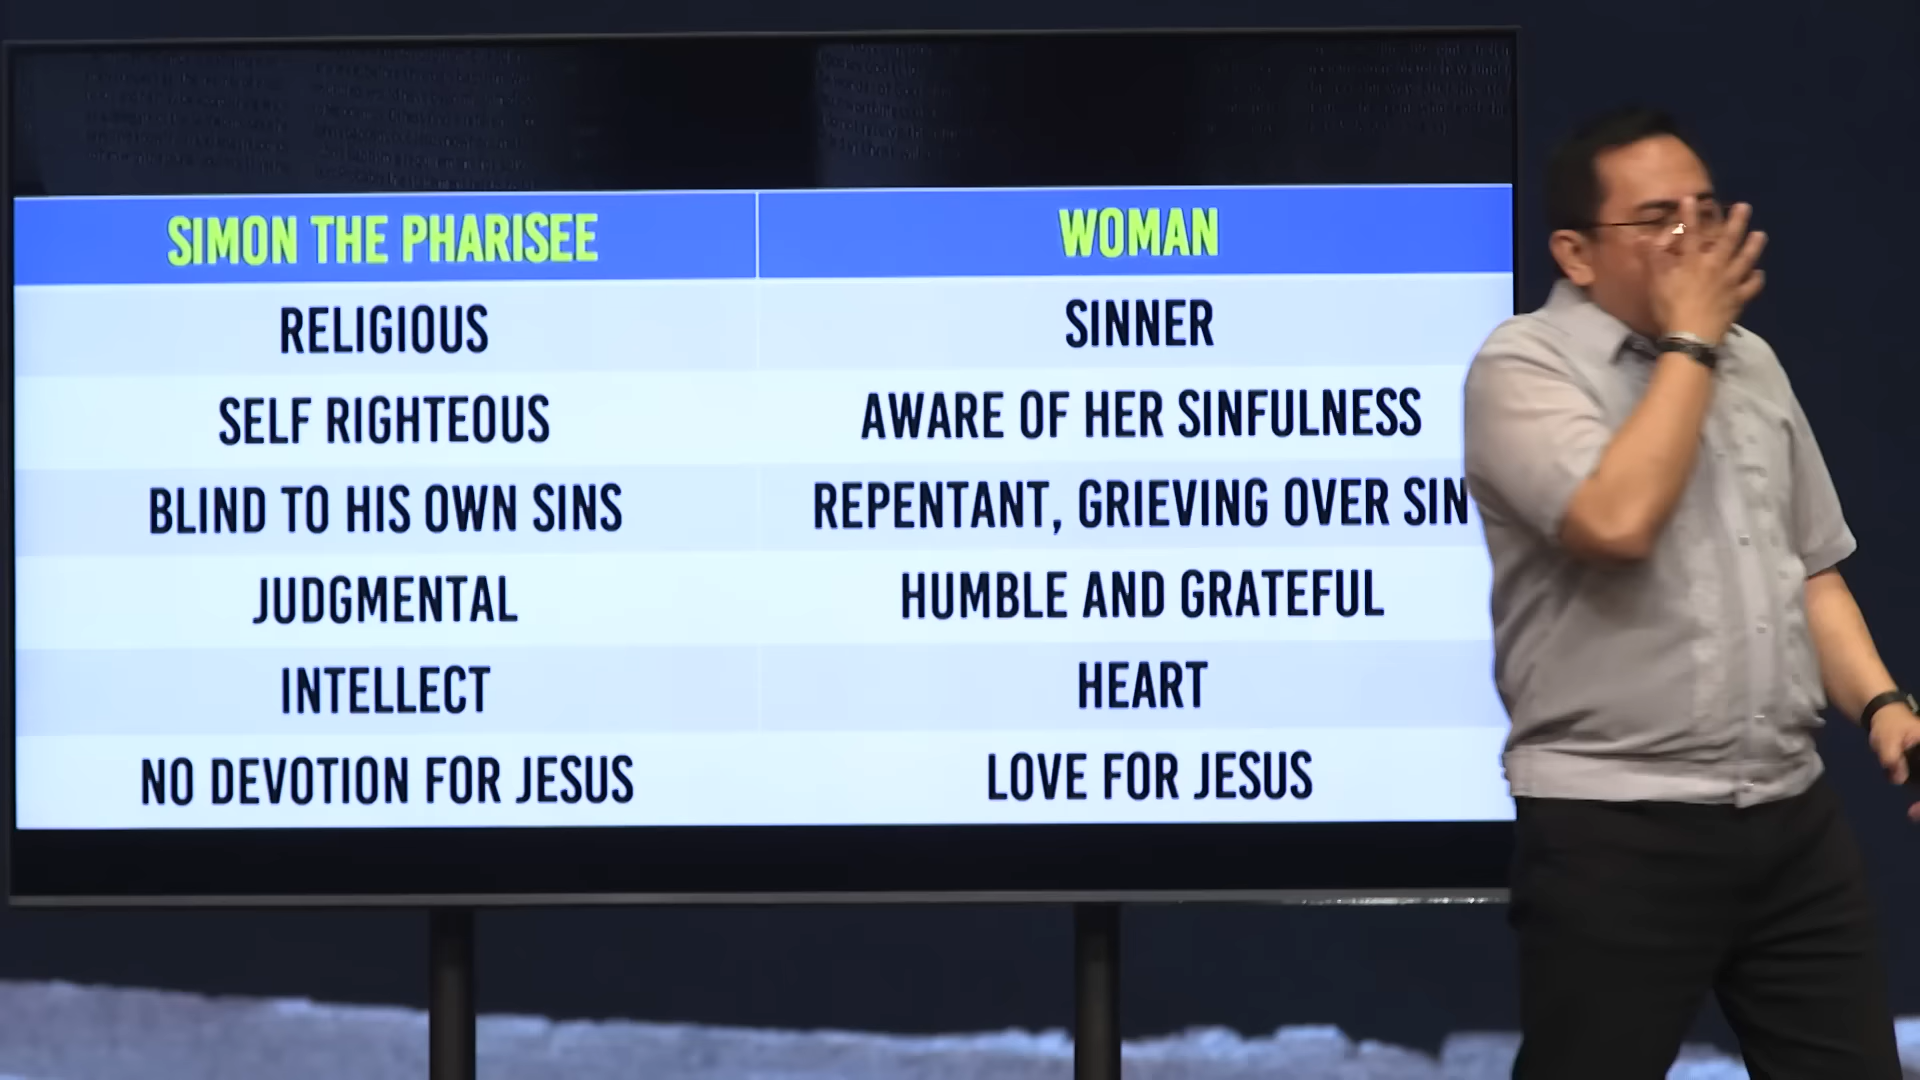 SIMON THE PHARISEE WOMAN
RELIGIOUS SINNER
SELF RIGHTEOUS AWARE OF HER SINFULNESS
BLIND TO HIS OWN SINS REPENTANT, GRIEVING OVER SIN
JUDGMENTAL HUMBLE AND GRATEFUL
INTELLECT HEART
NO DEVOTION FOR JESUS LOVE FOR JESUS